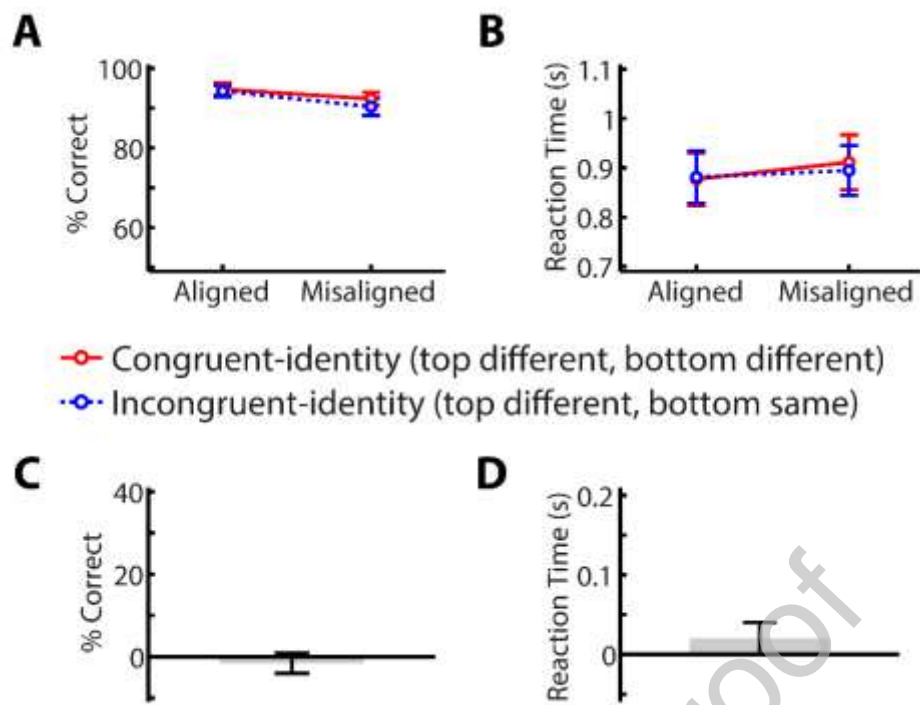 A
B
% Correct
100
80
60
Aligned Misaligned
Reaction Time (s)
1.1
1
0.9
0.8
0.7
Aligned Misaligned
Congruent-identity (top different, bottom different)
Incongruent-identity (top different, bottom same)
C
D
% Correct
40
20
0
Reaction Time (s)
0.2
0.1
0
roof